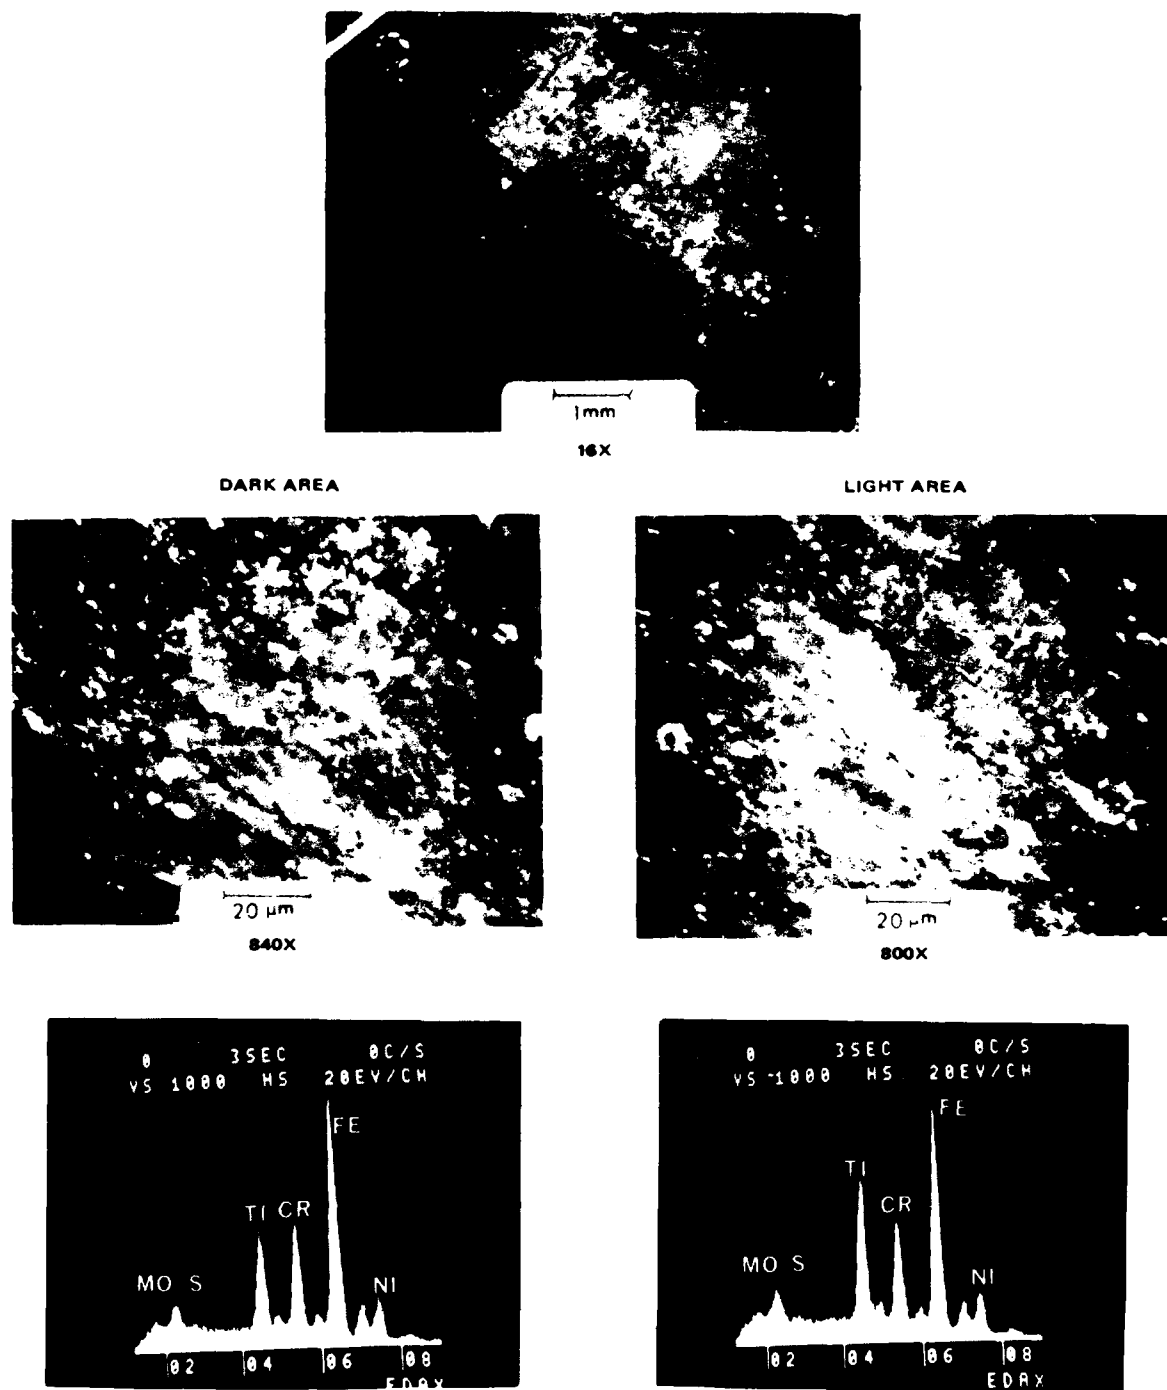 1mm
16X
DARK AREA
LIGHT AREA
20 μm
840X
20 μm
800X
0 3SEC 0C/S
VS 1000 HS 20EV/CH
FE
TI CR
MO S
NI
02 04 06 08
EDAX
0 3SEC 0C/S
VS 1000 HS 20EV/CH
FE
TI
CR
MO S
NI
02 04 06 08
EDAX